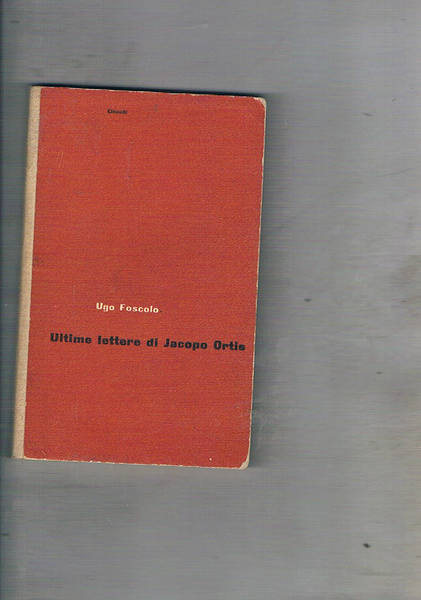 Einaudi
Ugo Foscolo
Ultime lettere di Jacopo Ortis